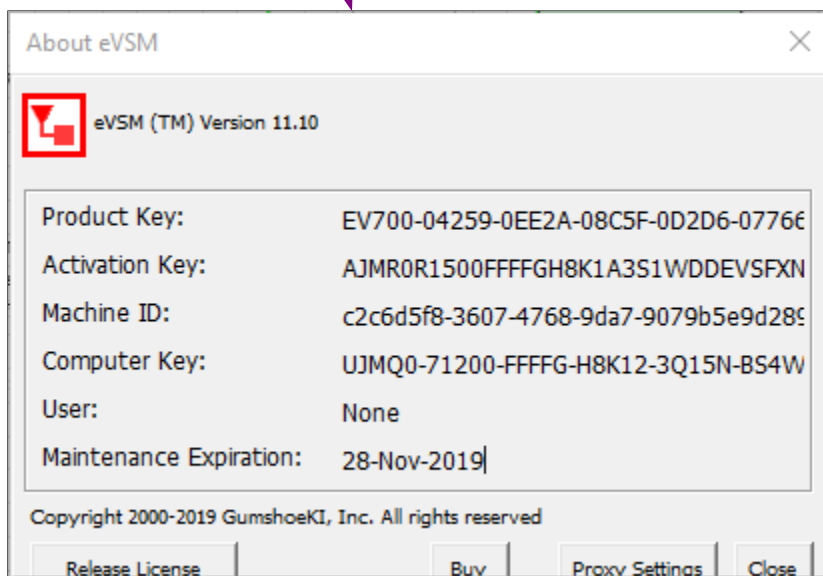 About eVSM
eVSM (TM) Version 11.10
Product Key: EV700-04259-0EE2A-08C5F-0D2D6-07766
Activation Key: AJMR0R1500FFFFGH8K1A3S1WDDEVSFXN
Machine ID: c2c6d5f8-3607-4768-9da7-9079b5e9d289
Computer Key: UJMQ0-71200-FFFFG-H8K12-3Q15N-BS4W
User: None
Maintenance Expiration: 28-Nov-2019
Copyright 2000-2019 GumshoeKI, Inc. All rights reserved
Release License Buy Proxy Settings Close